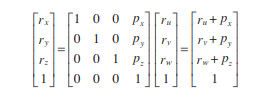 [r_x] [1 0 0 p_x] [r_u] [r_u + p_x]
[r_y] = [0 1 0 p_y] [r_v] = [r_v + p_y]
[r_z] [0 0 1 p_z] [r_w] [r_w + p_z]
[1] [0 0 0 1] [1] [1]